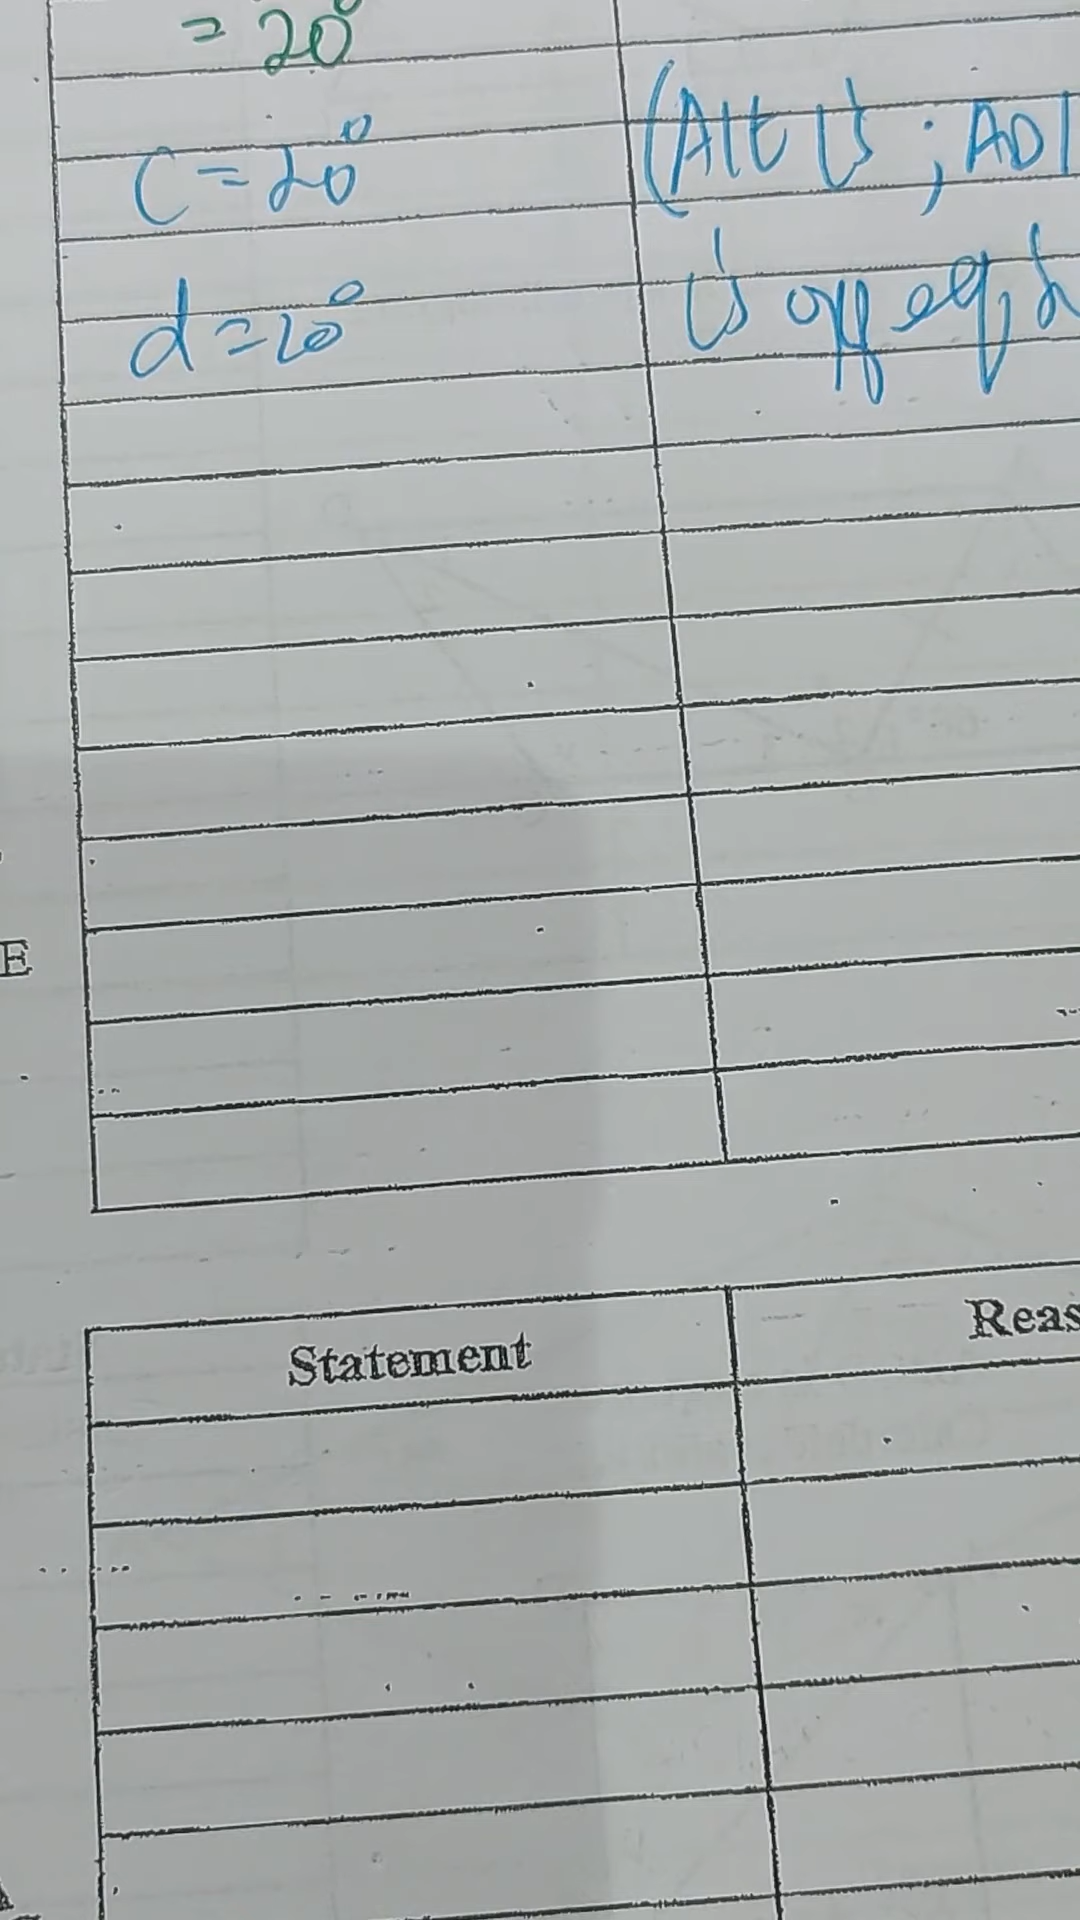 = 20°
C = 20°
(Alt ∠'s ; AD
d = 20°
∠'s opp eq,
E
Statement
Reas